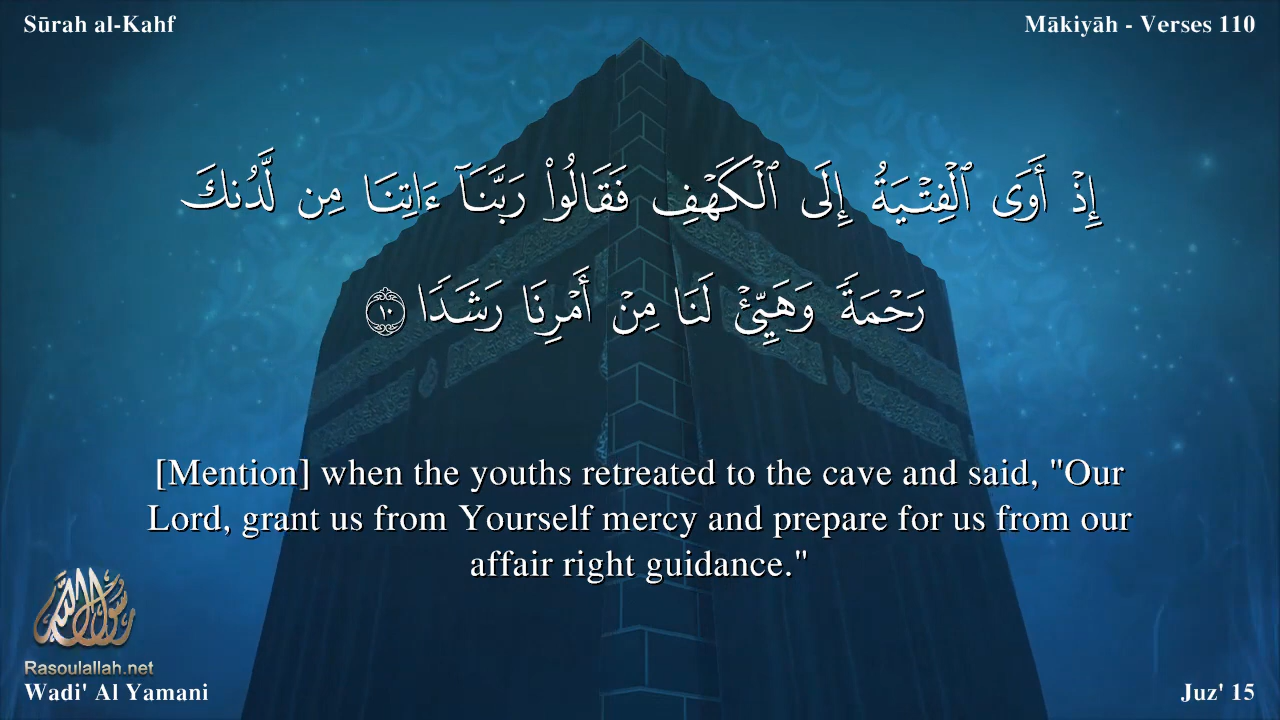 Sūrah al-Kahf
Mākiyāh - Verses 110
إِذْ أَوَى ٱلْفِتْيَةُ إِلَى ٱلْكَهْفِ فَقَالُوا۟ رَبَّنَآ ءَاتِنَا مِن لَّدُنكَ
رَحْمَةً وَهَيِّئْ لَنَا مِنْ أَمْرِنَا رَشَدًا ١٠
[Mention] when the youths retreated to the cave and said, "Our
Lord, grant us from Yourself mercy and prepare for us from our
affair right guidance."
رسول الله
Rasoulallah.net
Wadi' Al Yamani
Juz' 15